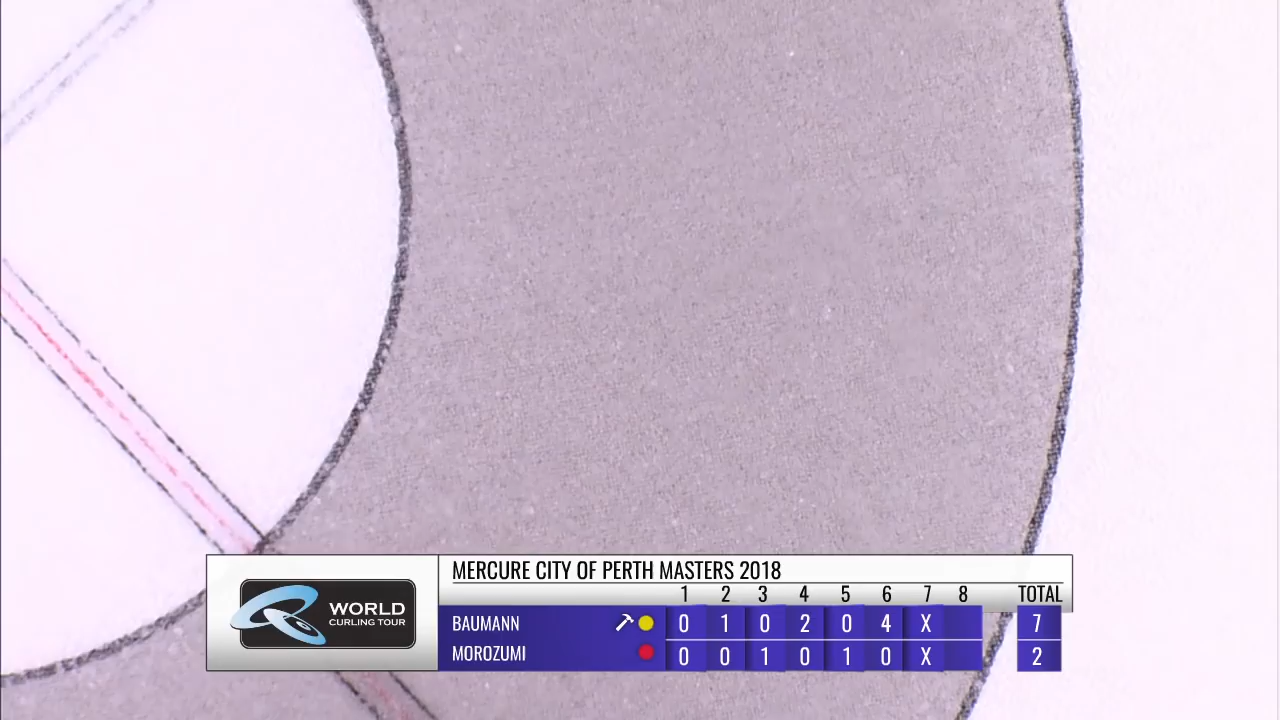 MERCURE CITY OF PERTH MASTERS 2018
1 2 3 4 5 6 7 8 TOTAL
WORLD
CURLING TOUR
BAUMANN 0 1 0 2 0 4 X 7
MOROZUMI 0 0 1 0 1 0 X 2